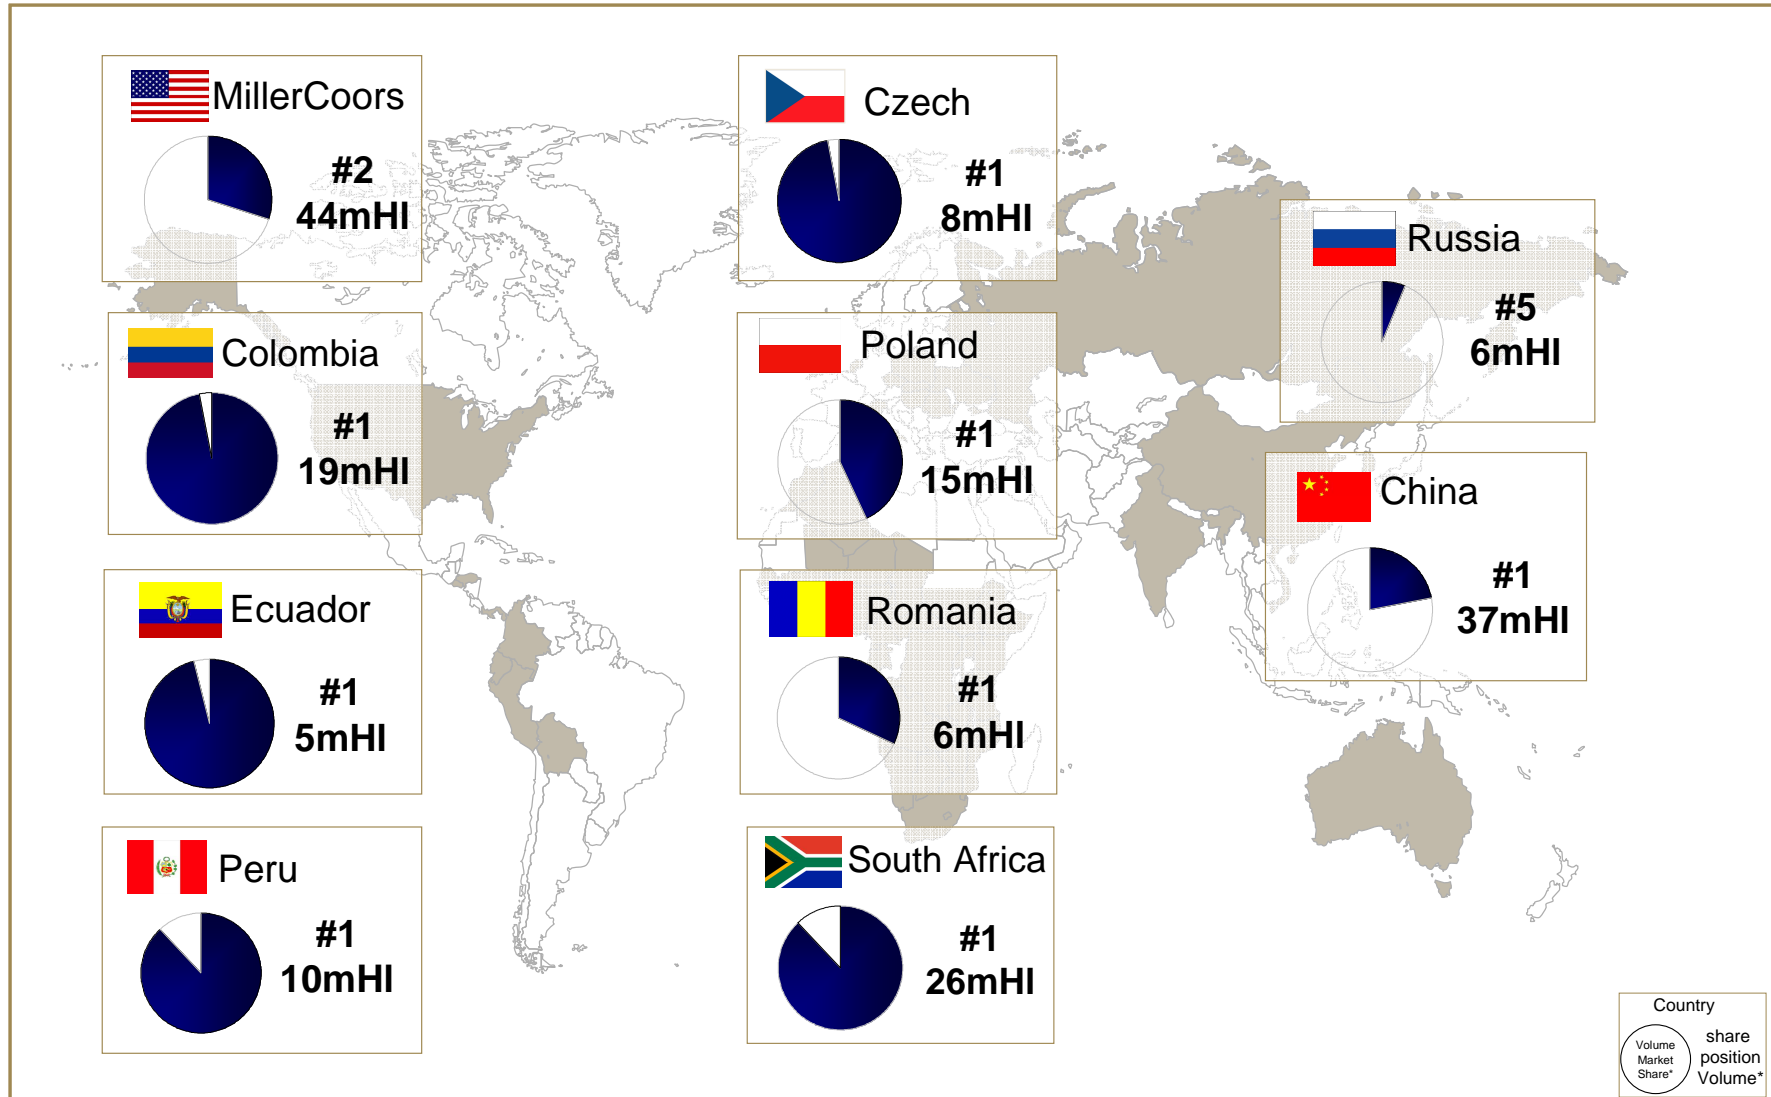 MillerCoors
#2
44mHl
Czech
#1
8mHl
Russia
#5
6mHl
Colombia
#1
19mHl
Poland
#1
15mHl
China
#1
37mHl
Ecuador
#1
5mHl
Romania
#1
6mHl
Peru
#1
10mHl
South Africa
#1
26mHl
Country
Volume
Market
Share*
share
position
Volume*